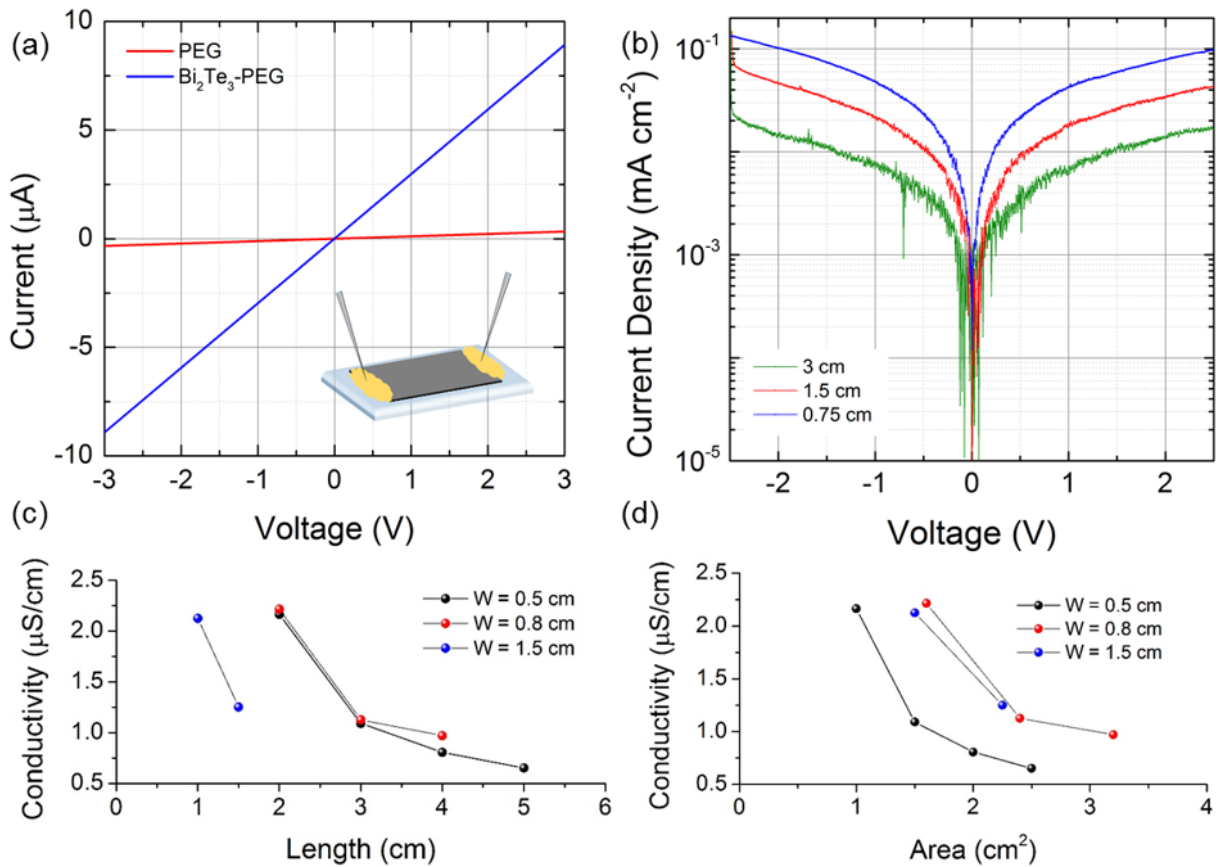 (a)
PEG
Bi₂Te₃-PEG
Current (μA)
10
5
0
-5
-10
-3
-2
-1
0
1
2
3
Voltage (V)
(b)
Current Density (mA cm⁻²)
10⁻¹
10⁻³
10⁻⁵
3 cm
1.5 cm
0.75 cm
-2
-1
0
1
2
Voltage (V)
(c)
Conductivity (μS/cm)
2.5
2.0
1.5
1.0
0.5
W = 0.5 cm
W = 0.8 cm
W = 1.5 cm
0
1
2
3
4
5
6
Length (cm)
(d)
Conductivity (μS/cm)
2.5
2.0
1.5
1.0
0.5
W = 0.5 cm
W = 0.8 cm
W = 1.5 cm
0
1
2
3
4
Area (cm²)